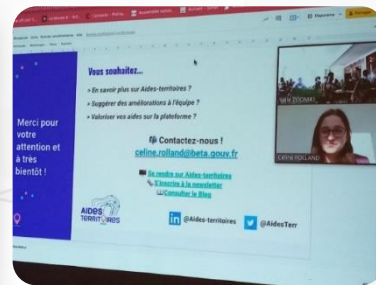 Diaporama
Merci pour
votre
attention et
à très
bientôt !
Vous souhaitez...
> En savoir plus sur Aides-territoires ?
> Suggérer des améliorations à l'équipe ?
> Valoriser vos aides sur la plateforme ?
Contactez-nous !
celine.rolland@beta.gouv.fr
Se rendre sur Aides-territoires
S'inscrire à la newsletter
Consulter le Blog
AIDES
TERRITOIRES
in @Aides-territoires
@AidesTerr
Céline ROLLAND